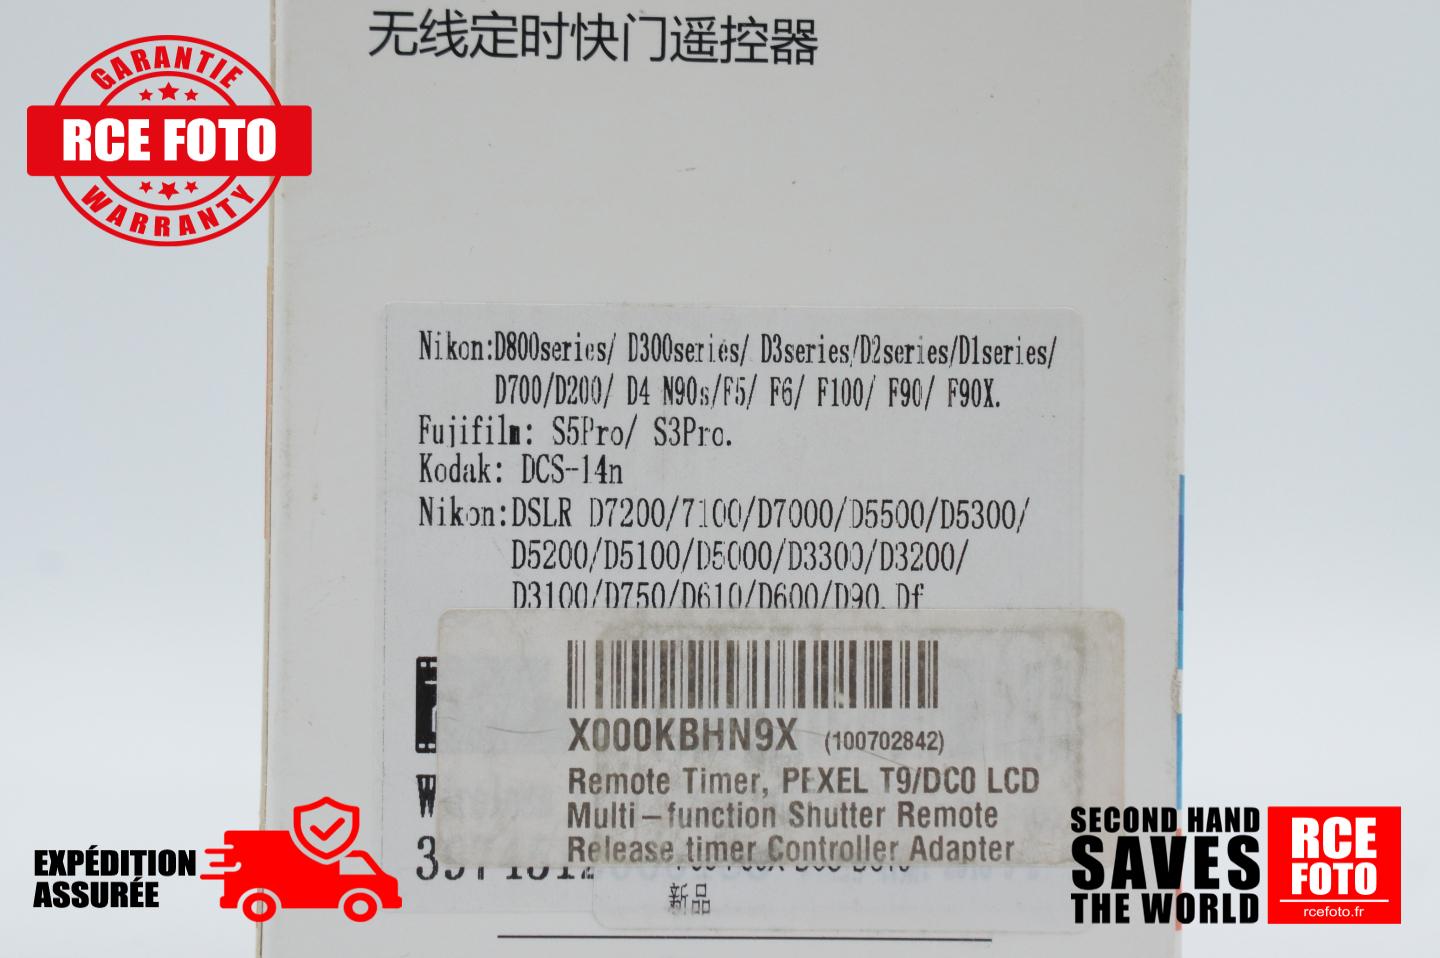 无线定时快门遥控器
GARANTIE
RCE FOTO
WARRANTY
Nikon:D800series/ D300series/ D3series/D2series/D1series/
D700/D200/ D4 N90s/F5/ F6/ F100/ F90/ F90X.
Fujifilm: S5Pro/ S3Pro.
Kodak: DCS-14n
Nikon:DSLR D7200/7100/D7000/D5500/D5300/
D5200/D5100/D5000/D3300/D3200/
D3100/D750/D610/D600/D90, Df
X000KBHN9X (100702842)
Remote Timer, PEXEL T9/DC0 LCD
Multi-function Shutter Remote
Release timer Controller Adapter
新品
EXPÉDITION
ASSURÉE
SECOND HAND
SAVES
THE WORLD
RCE
FOTO
rcefoto.fr